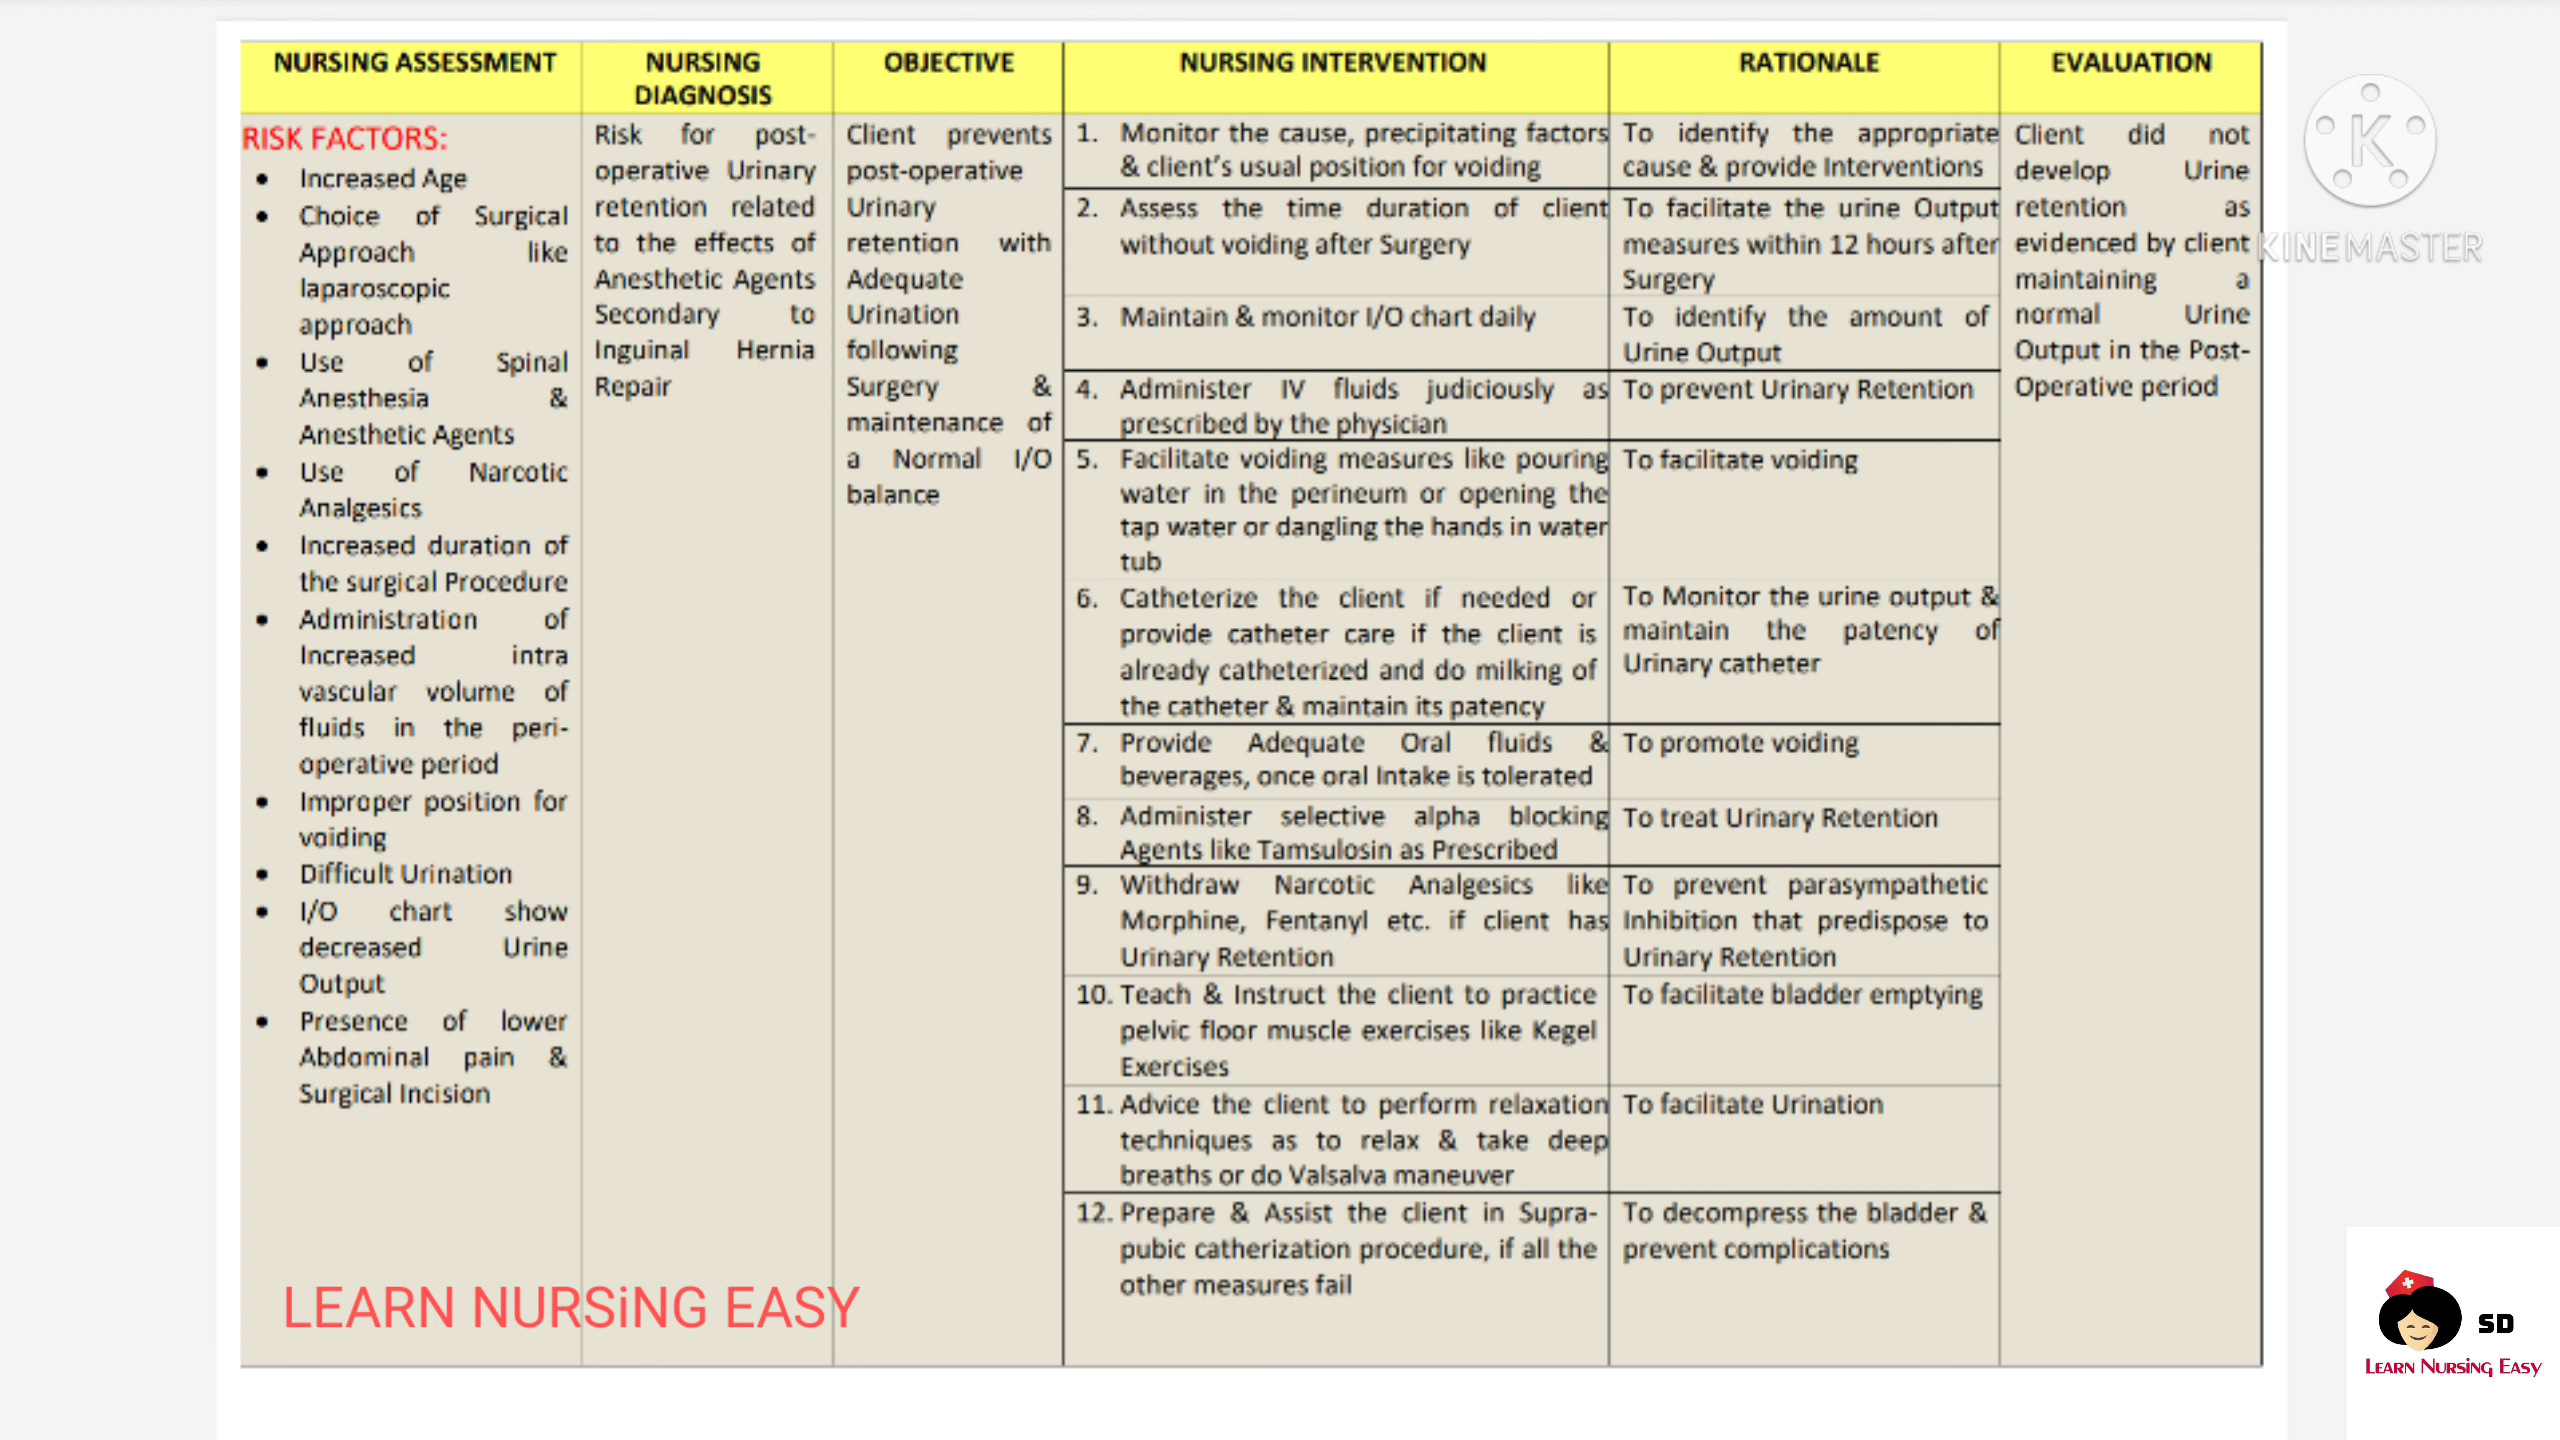 NURSING ASSESSMENT
NURSING
DIAGNOSIS
OBJECTIVE
NURSING INTERVENTION
RATIONALE
EVALUATION
RISK FACTORS:
• Increased Age
• Choice of Surgical
Approach like
laparoscopic
approach
• Use of Spinal
Anesthesia &
Anesthetic Agents
• Use of Narcotic
Analgesics
• Increased duration of
the surgical Procedure
• Administration of
Increased intra
vascular volume of
fluids in the peri-
operative period
• Improper position for
voiding
• Difficult Urination
• I/O chart show
decreased Urine
Output
• Presence of lower
Abdominal pain &
Surgical Incision
Risk for post-
operative Urinary
retention related
to the effects of
Anesthetic Agents
Secondary to
Inguinal Hernia
Repair
Client prevents
post-operative
Urinary
retention with
Adequate
Urination
following
Surgery &
maintenance of
a Normal I/O
balance
1. Monitor the cause, precipitating factors
& client's usual position for voiding
To identify the appropriate
cause & provide Interventions
2. Assess the time duration of client
without voiding after Surgery
To facilitate the urine Output
measures within 12 hours after
Surgery
3. Maintain & monitor I/O chart daily
To identify the amount of
Urine Output
4. Administer IV fluids judiciously as
prescribed by the physician
To prevent Urinary Retention
5. Facilitate voiding measures like pouring
water in the perineum or opening the
tap water or dangling the hands in water
tub
To facilitate voiding
6. Catheterize the client if needed or
provide catheter care if the client is
already catheterized and do milking of
the catheter & maintain its patency
To Monitor the urine output &
maintain the patency of
Urinary catheter
7. Provide Adequate Oral fluids &
beverages, once oral Intake is tolerated
To promote voiding
8. Administer selective alpha blocking
Agents like Tamsulosin as Prescribed
To treat Urinary Retention
9. Withdraw Narcotic Analgesics like
Morphine, Fentanyl etc. if client has
Urinary Retention
To prevent parasympathetic
Inhibition that predispose to
Urinary Retention
10. Teach & Instruct the client to practice
pelvic floor muscle exercises like Kegel
Exercises
To facilitate bladder emptying
11. Advice the client to perform relaxation
techniques as to relax & take deep
breaths or do Valsalva maneuver
To facilitate Urination
12. Prepare & Assist the client in Supra-
pubic catherization procedure, if all the
other measures fail
To decompress the bladder &
prevent complications
Client did not
develop Urine
retention as
evidenced by client
maintaining a
normal Urine
Output in the Post-
Operative period
K
KINEMASTER
LEARN NURSiNG EASY
SD
LEARN NURSiNG EASY